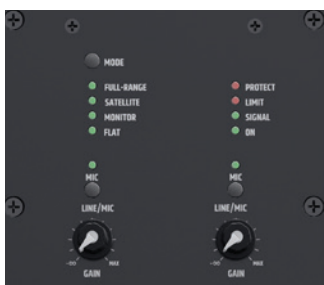 MODE
FULL-RANGE
SATELLITE
MONITOR
FLAT
PROTECT
LIMIT
SIGNAL
ON
MIC
MIC
LINE/MIC
LINE/MIC
-∞ MAX
GAIN
-∞ MAX
GAIN